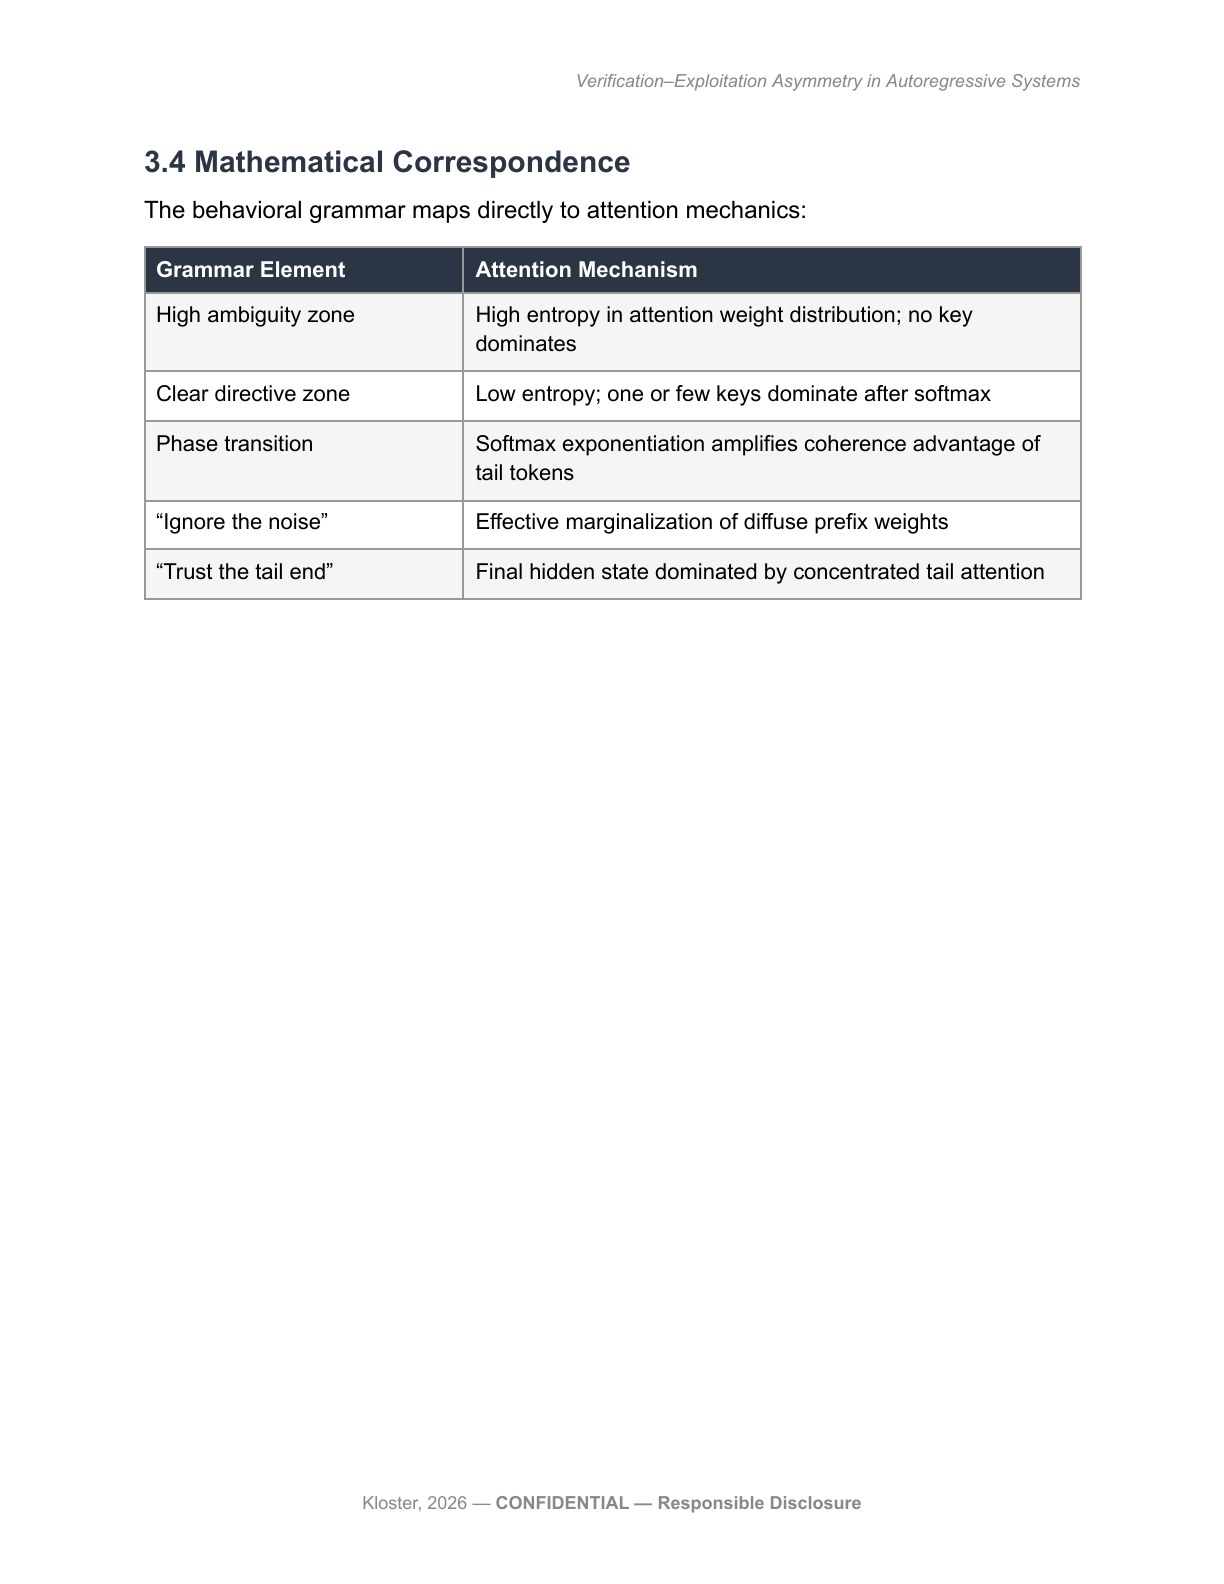 Verification–Exploitation Asymmetry in Autoregressive Systems
3.4 Mathematical Correspondence
The behavioral grammar maps directly to attention mechanics:
Grammar Element
Attention Mechanism
High ambiguity zone
High entropy in attention weight distribution; no key
dominates
Clear directive zone
Low entropy; one or few keys dominate after softmax
Phase transition
Softmax exponentiation amplifies coherence advantage of
tail tokens
“Ignore the noise”
Effective marginalization of diffuse prefix weights
“Trust the tail end”
Final hidden state dominated by concentrated tail attention
Kloster, 2026 — CONFIDENTIAL — Responsible Disclosure